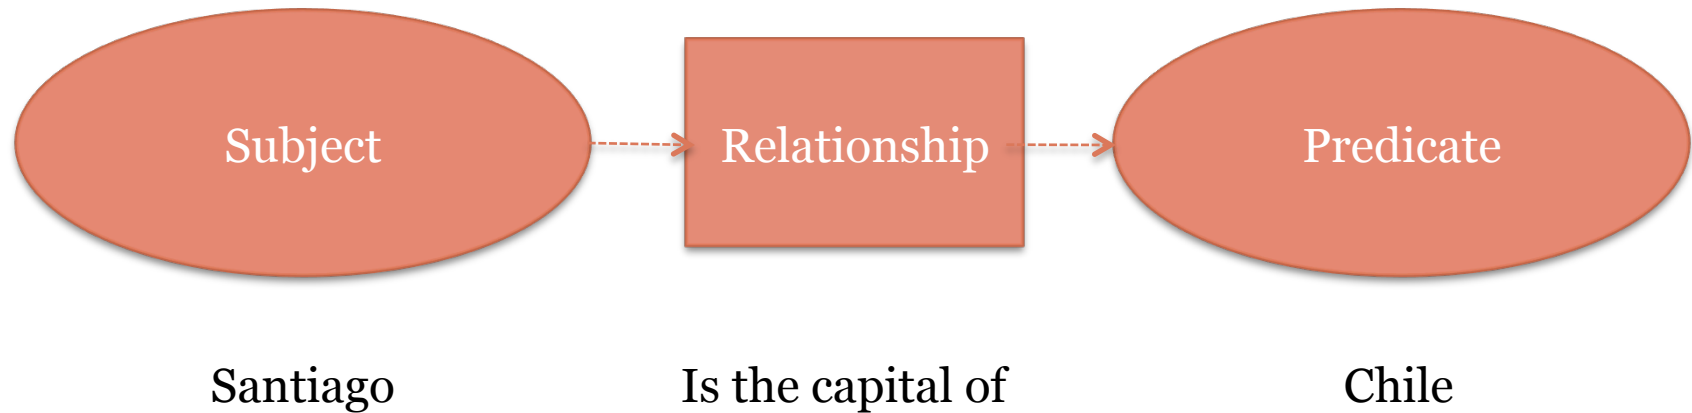 Subject Relationship Predicate
Santiago Is the capital of Chile